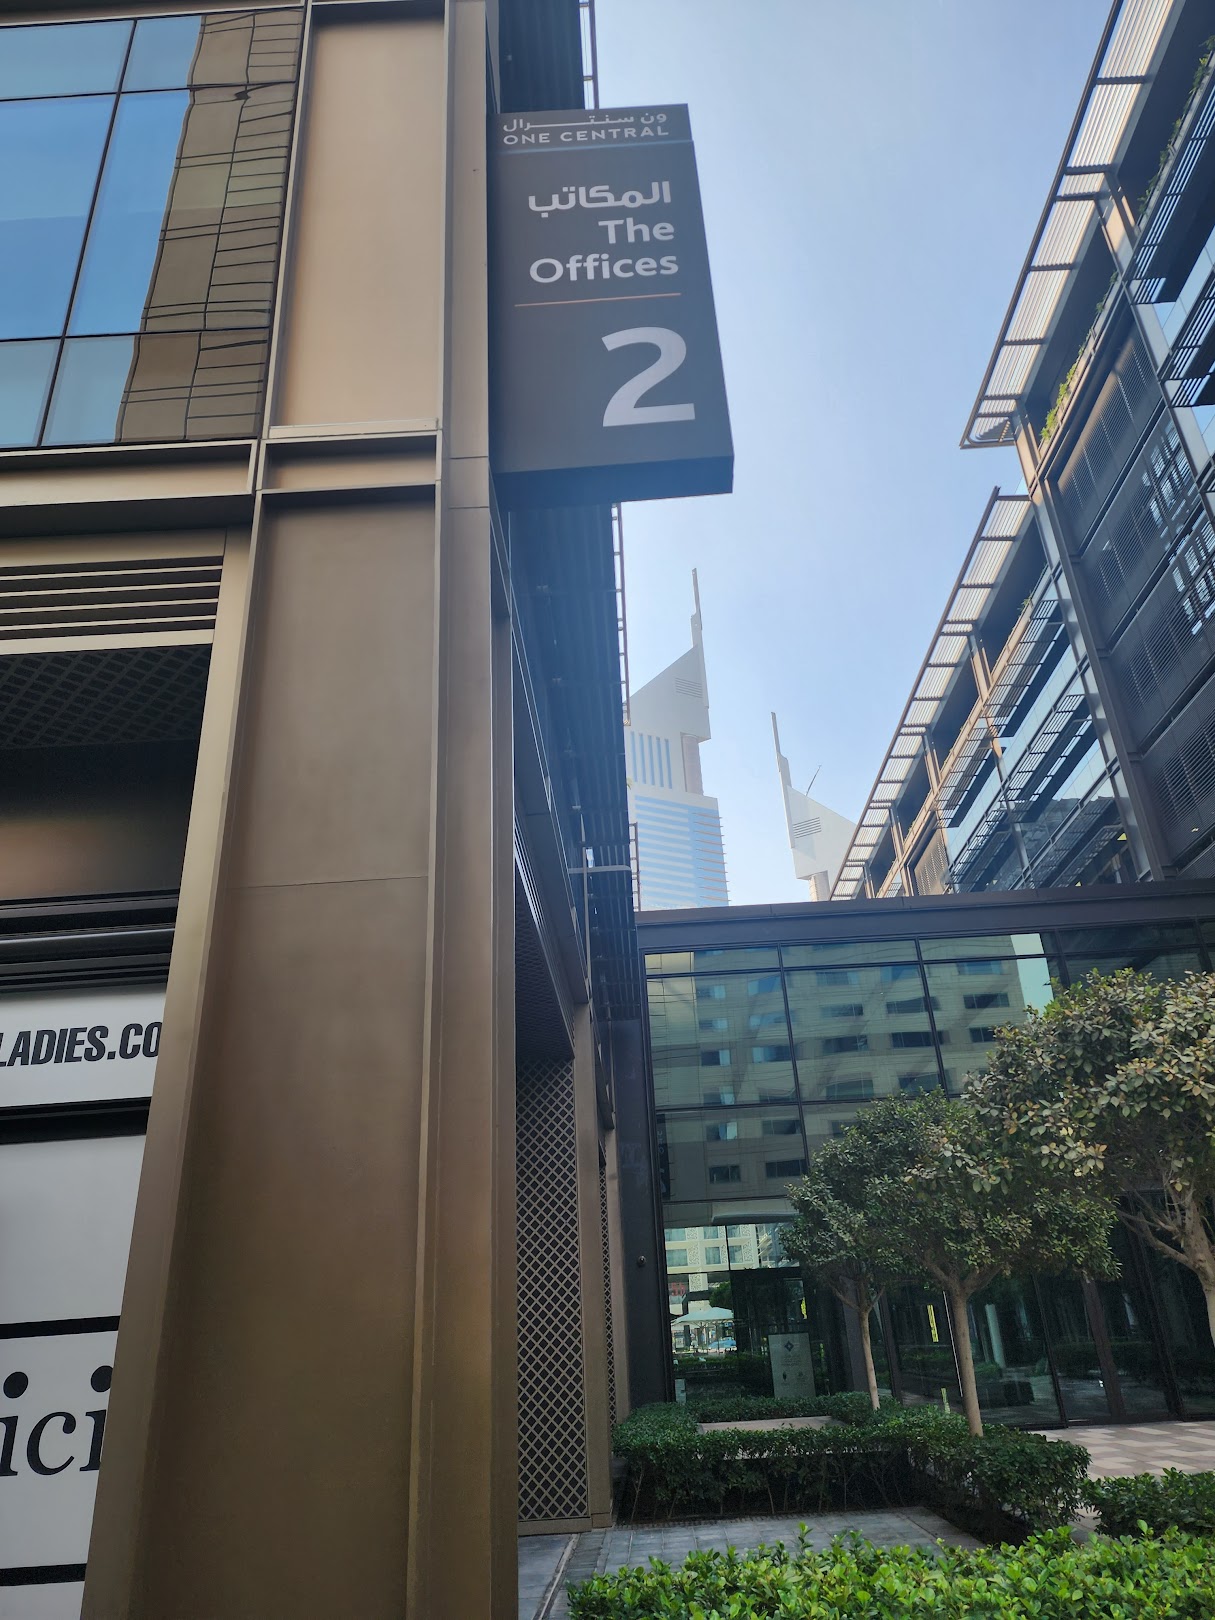 ون سنترال
ONE CENTRAL
المكاتب
The
Offices
2
LADIES.CO
ici